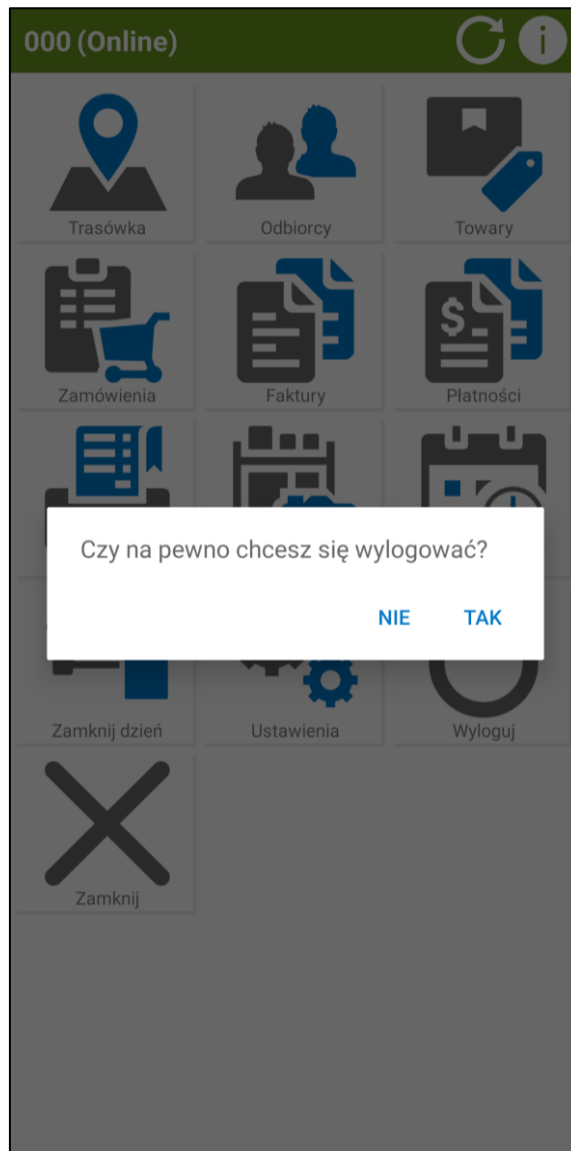 000 (Online)
Trasówka
Odbiorcy
Towary
Zamówienia
Faktury
Płatności
Czy na pewno chcesz się wylogować?
NIE
TAK
Zamknij dzień
Ustawienia
Wyloguj
Zamknij